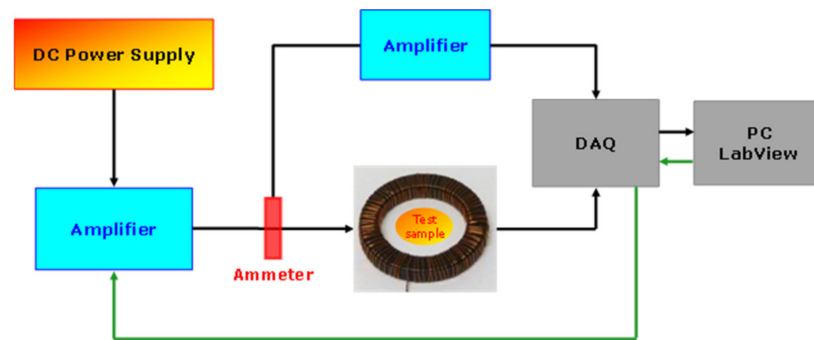 DC Power Supply
Amplifier
DAQ
PC
LabView
Amplifier
Test
sample
Ammeter